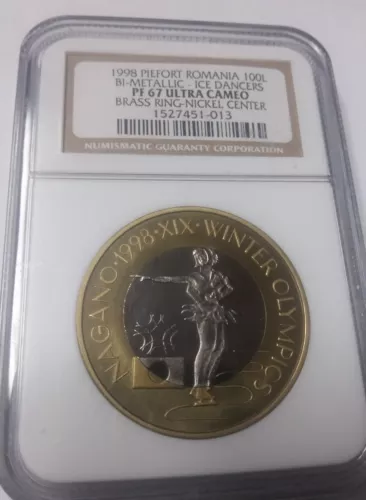 1998 PIEFORT ROMANIA 100L
BI-METALLIC - ICE DANCERS
PF 67 ULTRA CAMEO
BRASS RING-NICKEL CENTER
1527451-013
NUMISMATIC GUARANTY CORPORATION
NAGANO·1998·XIX·WINTER OLYMPICS